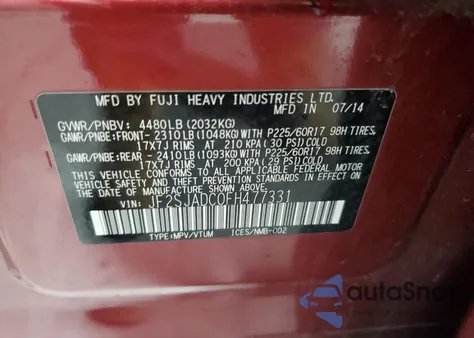 MFD BY FUJI HEAVY INDUSTRIES LTD.
MFD IN 07/14
GVWR/PNBV: 4480LB(2032KG)
GAWR/PNBE:FRONT-2310LB(1048KG)WITH P225/60R17 98H TIRES,
17X7J RIMS AT 210 KPA (30 PSI)COLD
GAWR/PNBE:REAR -2410LB(1093KG)WITH P225/60R17 98H TIRES,
17X7J RIMS AT 200 KPA (29 PSI)COLD
THIS VEHICLE CONFORMS TO ALL APPLICABLE
FEDERAL MOTOR VEHICLE SAFETY, BUMPER,
AND THEFT PREVENTION STANDARDS IN EFFECT
ON THE DATE OF MANUFACTURE SHOWN ABOVE.
VIN: JF2SJADC0FH477331
TYPE:MPV/VTUM ICES/NMB-002